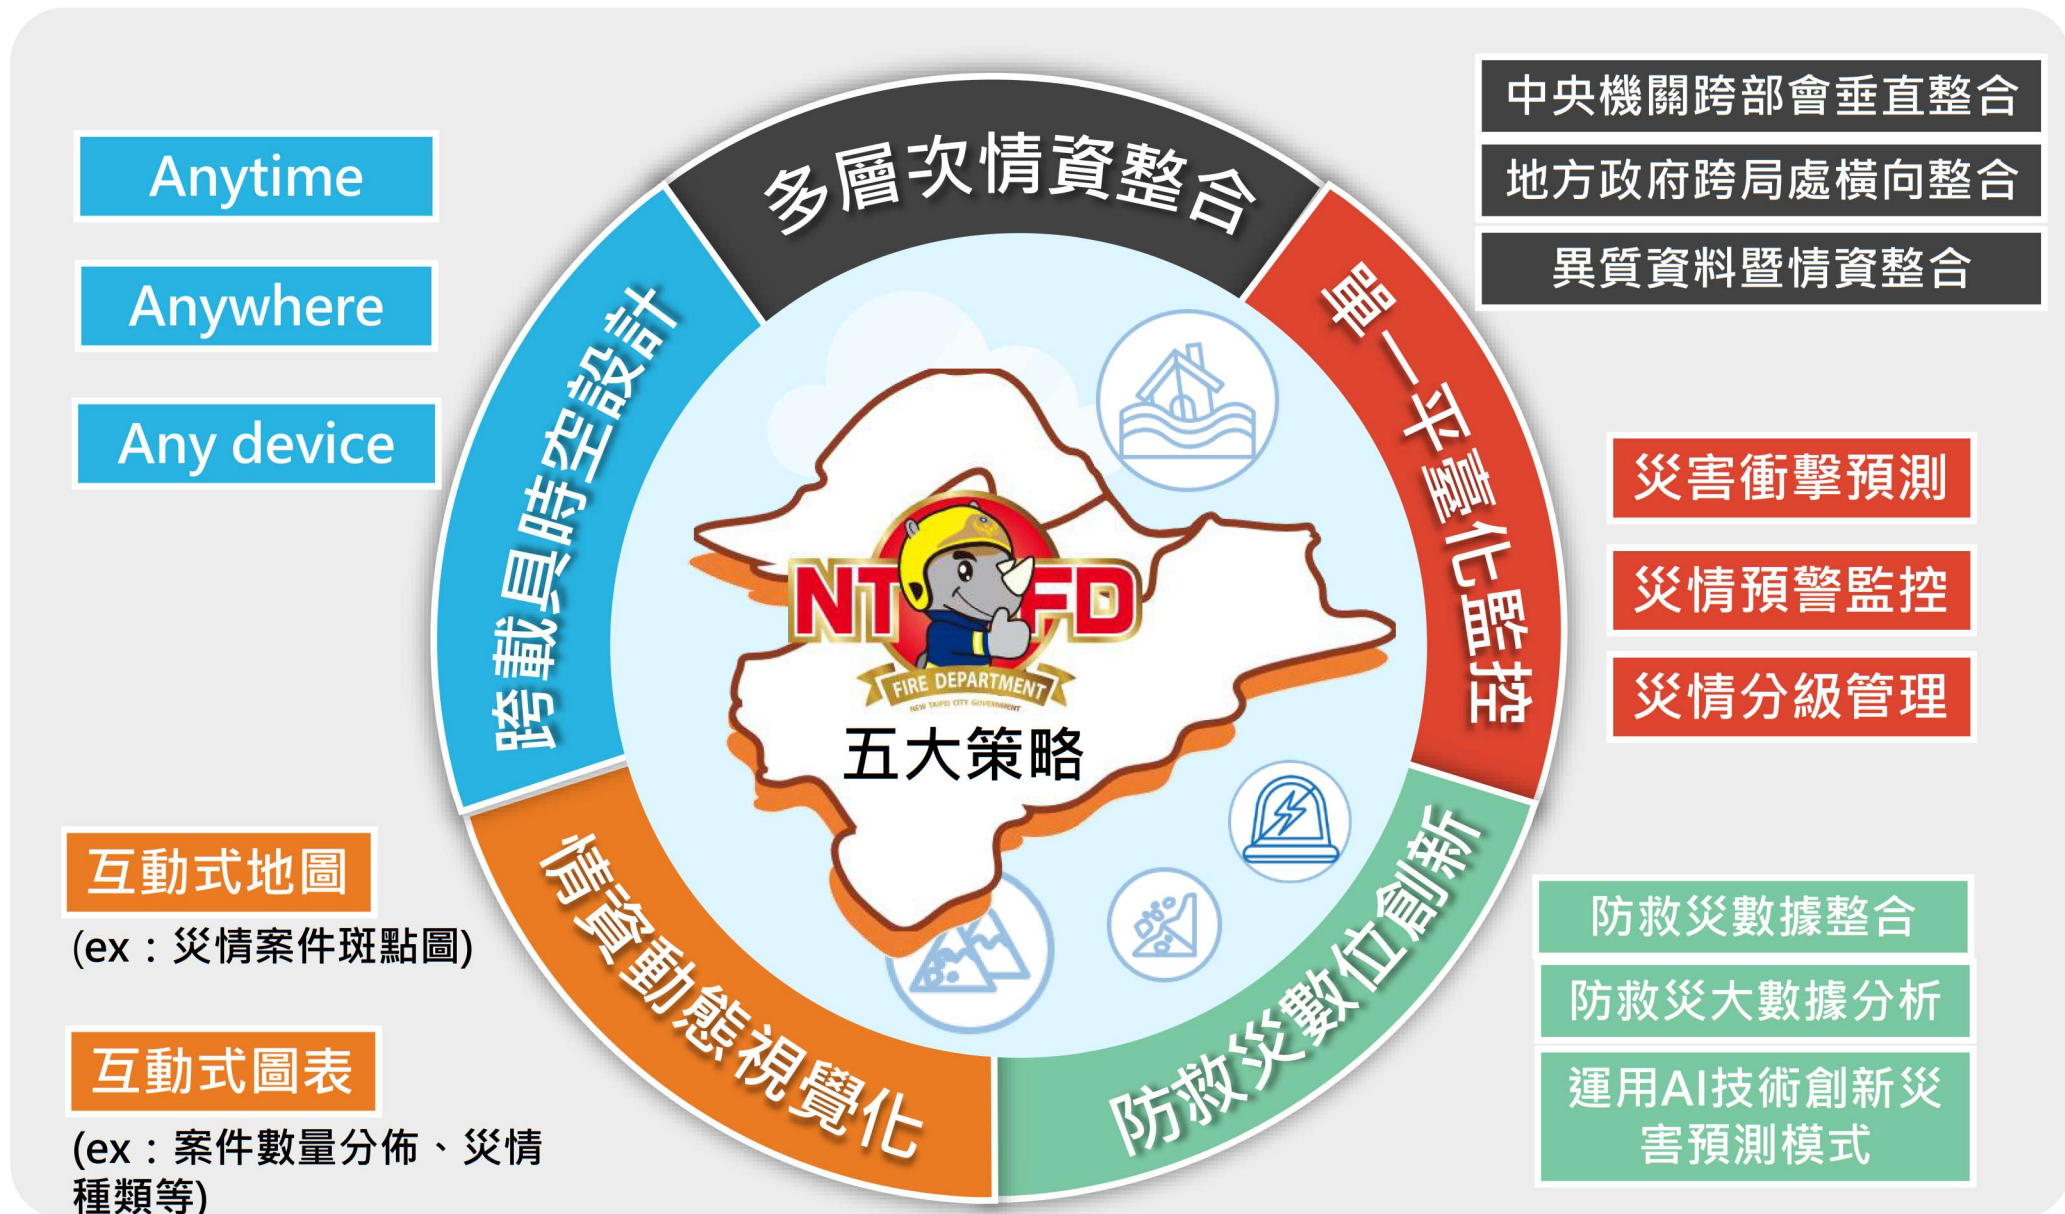 多層次情資整合
中央機關跨部會垂直整合
地方政府跨局處橫向整合
異質資料暨情資整合
單一平臺化監控
災害衝擊預測
災情預警監控
災情分級管理
防救災數位創新
防救災數據整合
防救災大數據分析
運用AI技術創新災
害預測模式
情資動態視覺化
互動式地圖
(ex：災情案件斑點圖)
互動式圖表
(ex：案件數量分佈、災情
種類等)
跨載具時空設計
Anytime
Anywhere
Any device
NT FD
FIRE DEPARTMENT
NEW TAIPEI CITY GOVERNMENT
五大策略